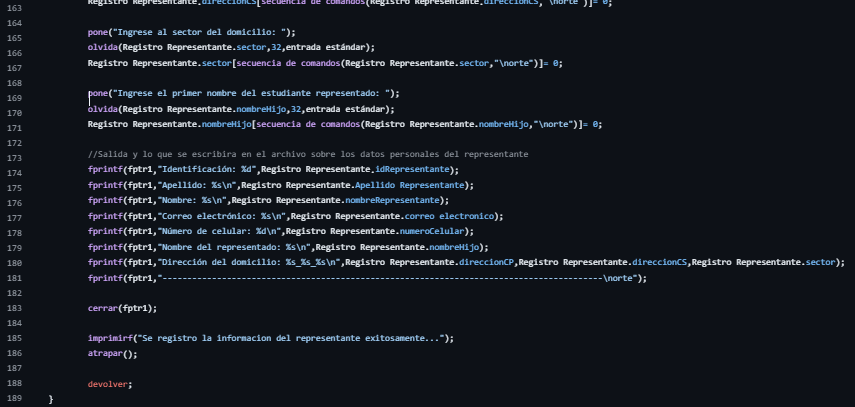 163 Registro Representante.direccionCS[secuencia de comandos(Registro Representante.direccionCS,"\norte")]= 0;
164
165 pone("Ingrese al sector del domicilio: ");
166 olvida(Registro Representante.sector,32,entrada estándar);
167 Registro Representante.sector[secuencia de comandos(Registro Representante.sector,"\norte")]= 0;
168
169 pone("Ingrese el primer nombre del estudiante representado: ");
170 olvida(Registro Representante.nombreHijo,32,entrada estándar);
171 Registro Representante.nombreHijo[secuencia de comandos(Registro Representante.nombreHijo,"\norte")]= 0;
172
173 //Salida y lo que se escribira en el archivo sobre los datos personales del representante
174 fprintf(fptr1,"Identificación: %d",Registro Representante.idRepresentante);
175 fprintf(fptr1,"Apellido: %s\n",Registro Representante.Apellido Representante);
176 fprintf(fptr1,"Nombre: %s\n",Registro Representante.nombreRepresentante);
177 fprintf(fptr1,"Correo electrónico: %s\n",Registro Representante.correo electronico);
178 fprintf(fptr1,"Número de celular: %d\n",Registro Representante.numeroCelular);
179 fprintf(fptr1,"Nombre del representado: %s\n",Registro Representante.nombreHijo);
180 fprintf(fptr1,"Dirección del domicilio: %s_%s_%s\n",Registro Representante.direccionCP,Registro Representante.direccionCS,Registro Representante.sector);
181 fprintf(fptr1,"----------------------------------------------------------------------------------------\norte");
182
183 cerrar(fptr1);
184
185 imprimirf("Se registro la informacion del representante exitosamente...");
186 atrapar();
187
188 devolver;
189 }